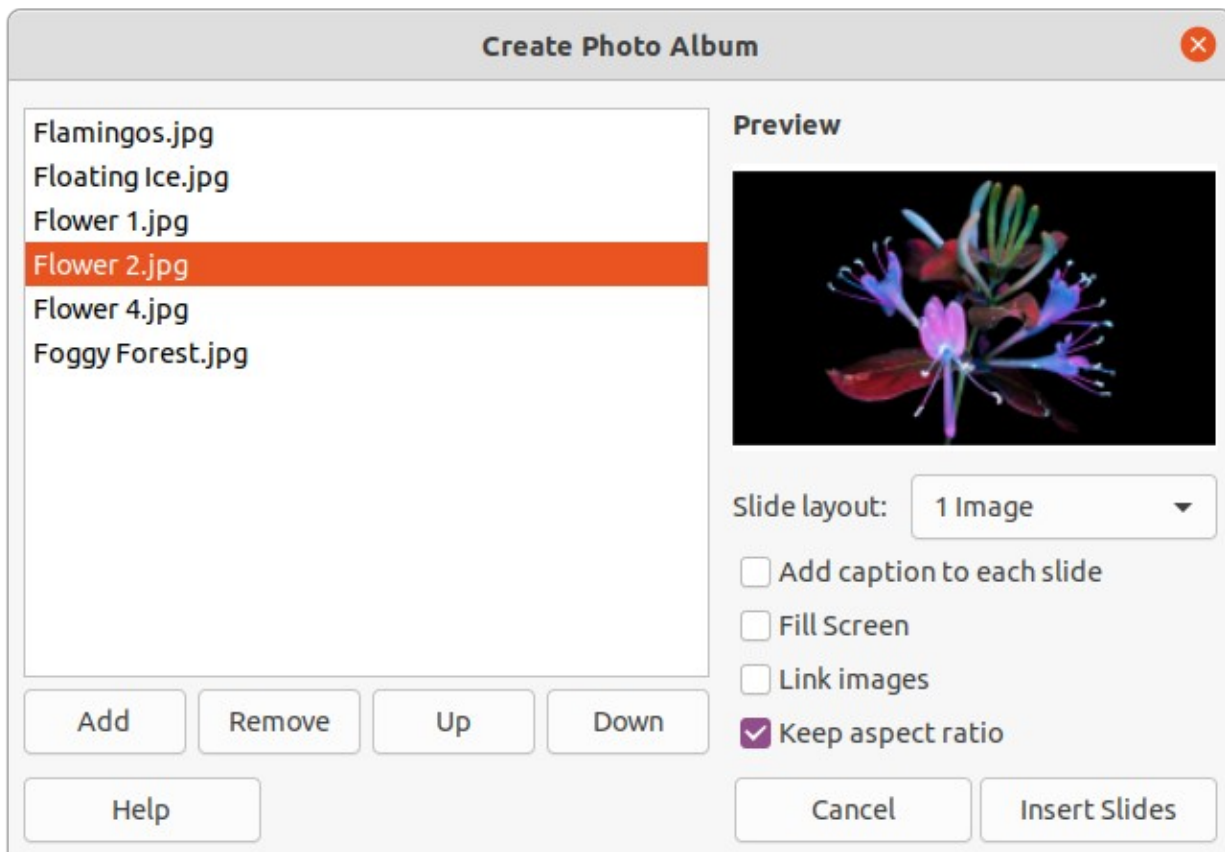 Create Photo Album
Flamingos.jpg
Floating Ice.jpg
Flower 1.jpg
Flower 2.jpg
Flower 4.jpg
Foggy Forest.jpg
Add
Remove
Up
Down
Help
Preview
Slide layout: 1 Image
Add caption to each slide
Fill Screen
Link images
Keep aspect ratio
Cancel
Insert Slides